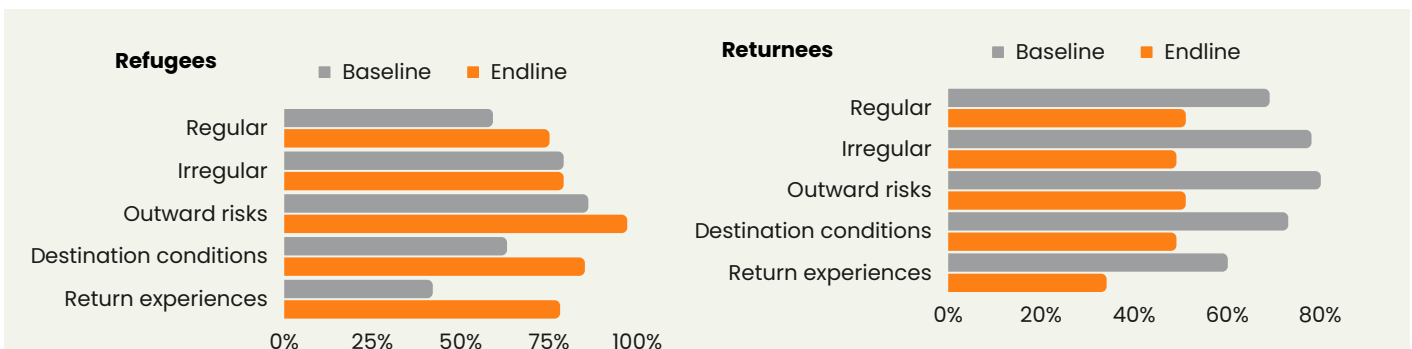 Refugees
Baseline Endline
Regular
Irregular
Outward risks
Destination conditions
Return experiences
0% 25% 50% 75% 100%
Returnees
Baseline Endline
Regular
Irregular
Outward risks
Destination conditions
Return experiences
0% 20% 40% 60% 80%